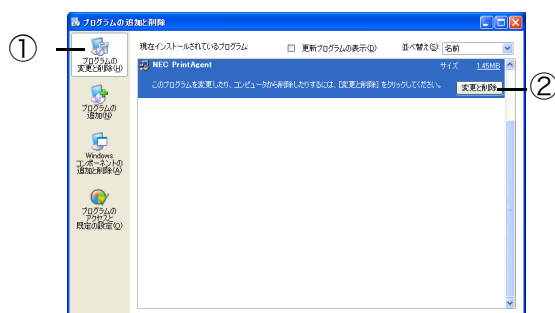 プログラムの追加と削除
①
プログラムの
変更と削除(H)
プログラムの
追加(N)
Windows
コンポーネントの
追加と削除(A)
プログラムの
アクセスと
既定の設定(O)
現在インストールされているプログラム:
更新プログラムの表示(D)
並べ替え(S):
名前
NEC PrintAgent
サイズ
1.45MB
このプログラムを変更したり、コンピュータから削除したりするには、[変更と削除] をクリックしてください。
変更と削除
②